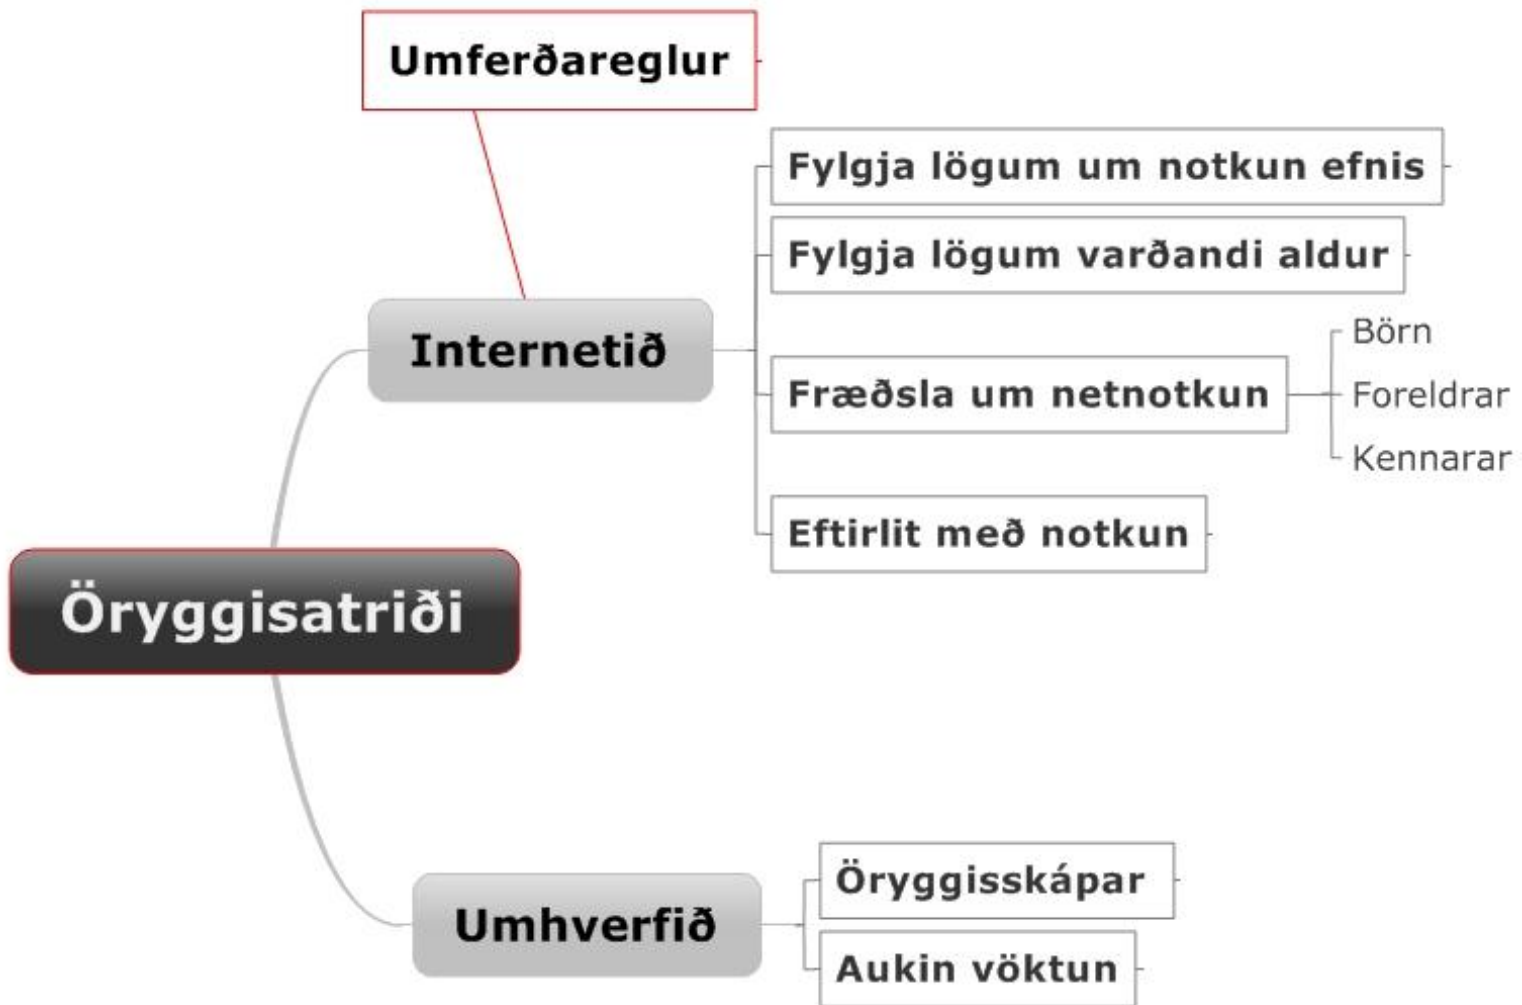 Umferðareglur
Fylgja lögum um notkun efnis
Fylgja lögum varðandi aldur
Internetið
Börn
Fræðsla um netnotkun
Foreldrar
Kennarar
Eftirlit með notkun
Öryggisatriði
Öryggisskápar
Umhverfið
Aukin vöktun